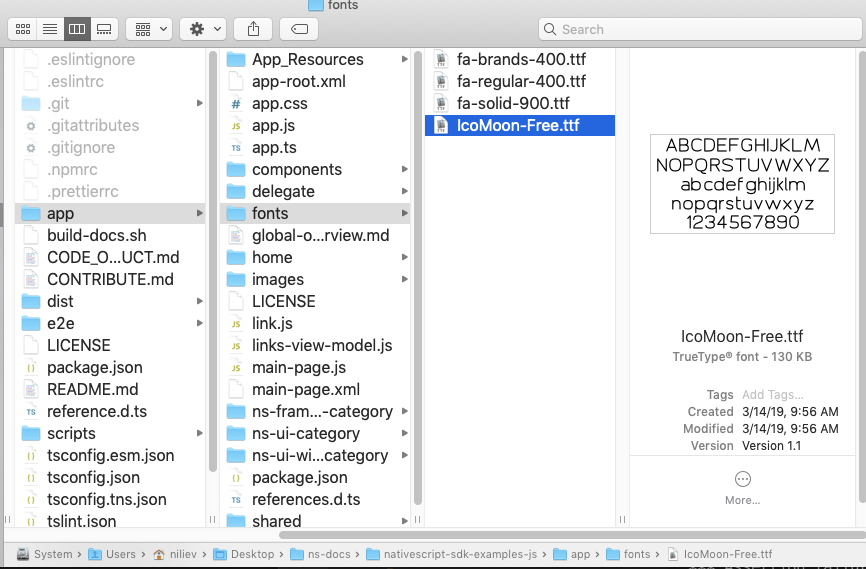 fonts
Search
.eslintignore
.eslintrc
.git
.gitattributes
.gitignore
.npmrc
.prettierrc
app
build-docs.sh
CODE_O...UCT.md
CONTRIBUTE.md
dist
e2e
LICENSE
package.json
README.md
reference.d.ts
scripts
tsconfig.esm.json
tsconfig.json
tsconfig.tns.json
tslint.json
App_Resources
app-root.xml
app.css
app.js
app.ts
components
delegate
fonts
global-o...rview.md
home
images
LICENSE
link.js
links-view-model.js
main-page.js
main-page.xml
ns-fram...-category
ns-ui-category
ns-ui-wi...category
package.json
references.d.ts
shared
fa-brands-400.ttf
fa-regular-400.ttf
fa-solid-900.ttf
IcoMoon-Free.ttf
ABCDEFGHIJKLM
NOPQRSTUVWXYZ
abcdefghijklm
nopqrstuvwxyz
1234567890
IcoMoon-Free.ttf
TrueType® font - 130 KB
Tags Add Tags...
Created 3/14/19, 9:56 AM
Modified 3/14/19, 9:56 AM
Version Version 1.1
More...
System › Users › niliev › Desktop › ns-docs › nativescript-sdk-examples-js › app › fonts › IcoMoon-Free.ttf